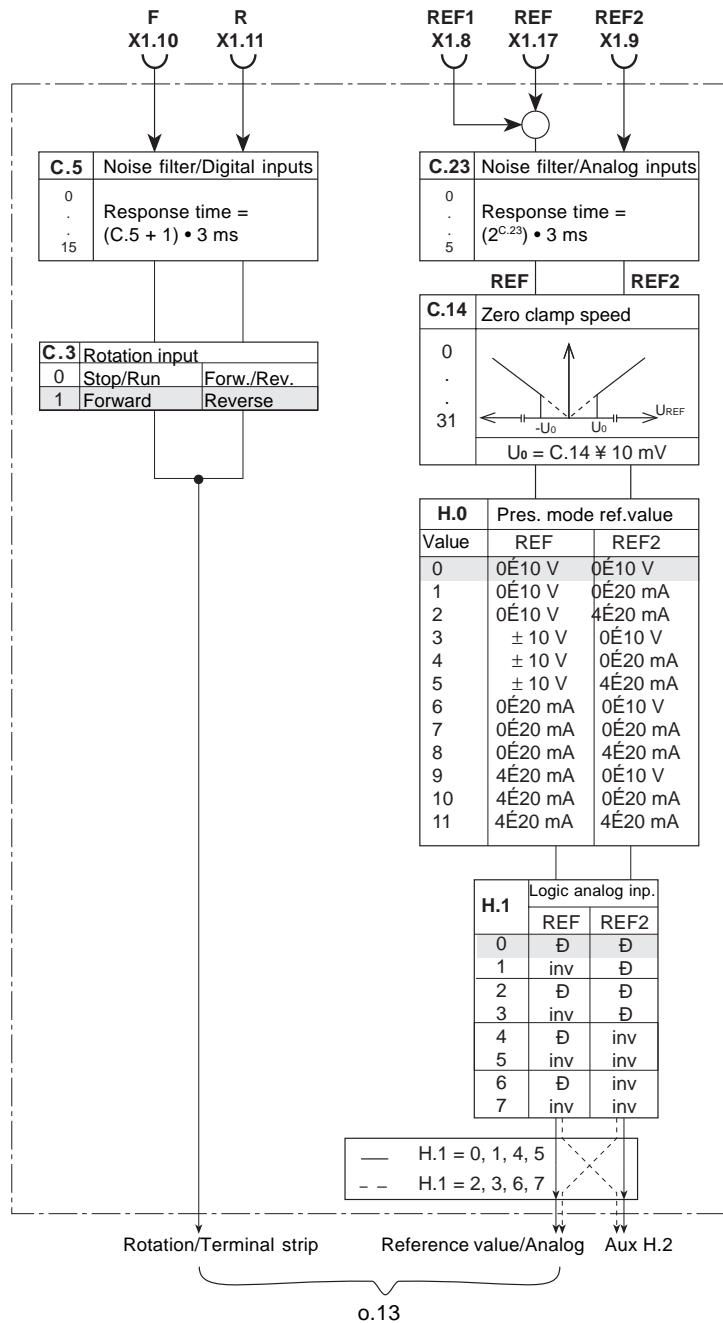 F R REF1 REF REF2
X1.10 X1.11 X1.8 X1.17 X1.9
C.5 Noise filter/Digital inputs
0
.
.
15
Response time =
(C.5 + 1) • 3 ms
C.23 Noise filter/Analog inputs
0
.
.
5
Response time =
(2^C.23) • 3 ms
REF REF2
C.14 Zero clamp speed
0
.
.
31
-U0 U0 UREF
U0 = C.14 ¥ 10 mV
C.3 Rotation input
0 Stop/Run Forw./Rev.
1 Forward Reverse
H.0 Pres. mode ref.value
Value REF REF2
0 0É10 V 0É10 V
1 0É10 V 0É20 mA
2 0É10 V 4É20 mA
3 ± 10 V 0É10 V
4 ± 10 V 0É20 mA
5 ± 10 V 4É20 mA
6 0É20 mA 0É10 V
7 0É20 mA 0É20 mA
8 0É20 mA 4É20 mA
9 4É20 mA 0É10 V
10 4É20 mA 0É20 mA
11 4É20 mA 4É20 mA
H.1 Logic analog inp.
REF REF2
0 Ð Ð
1 inv Ð
2 Ð Ð
3 inv Ð
4 Ð inv
5 inv inv
6 Ð inv
7 inv inv
H.1 = 0, 1, 4, 5
H.1 = 2, 3, 6, 7
Rotation/Terminal strip Reference value/Analog Aux H.2
o.13